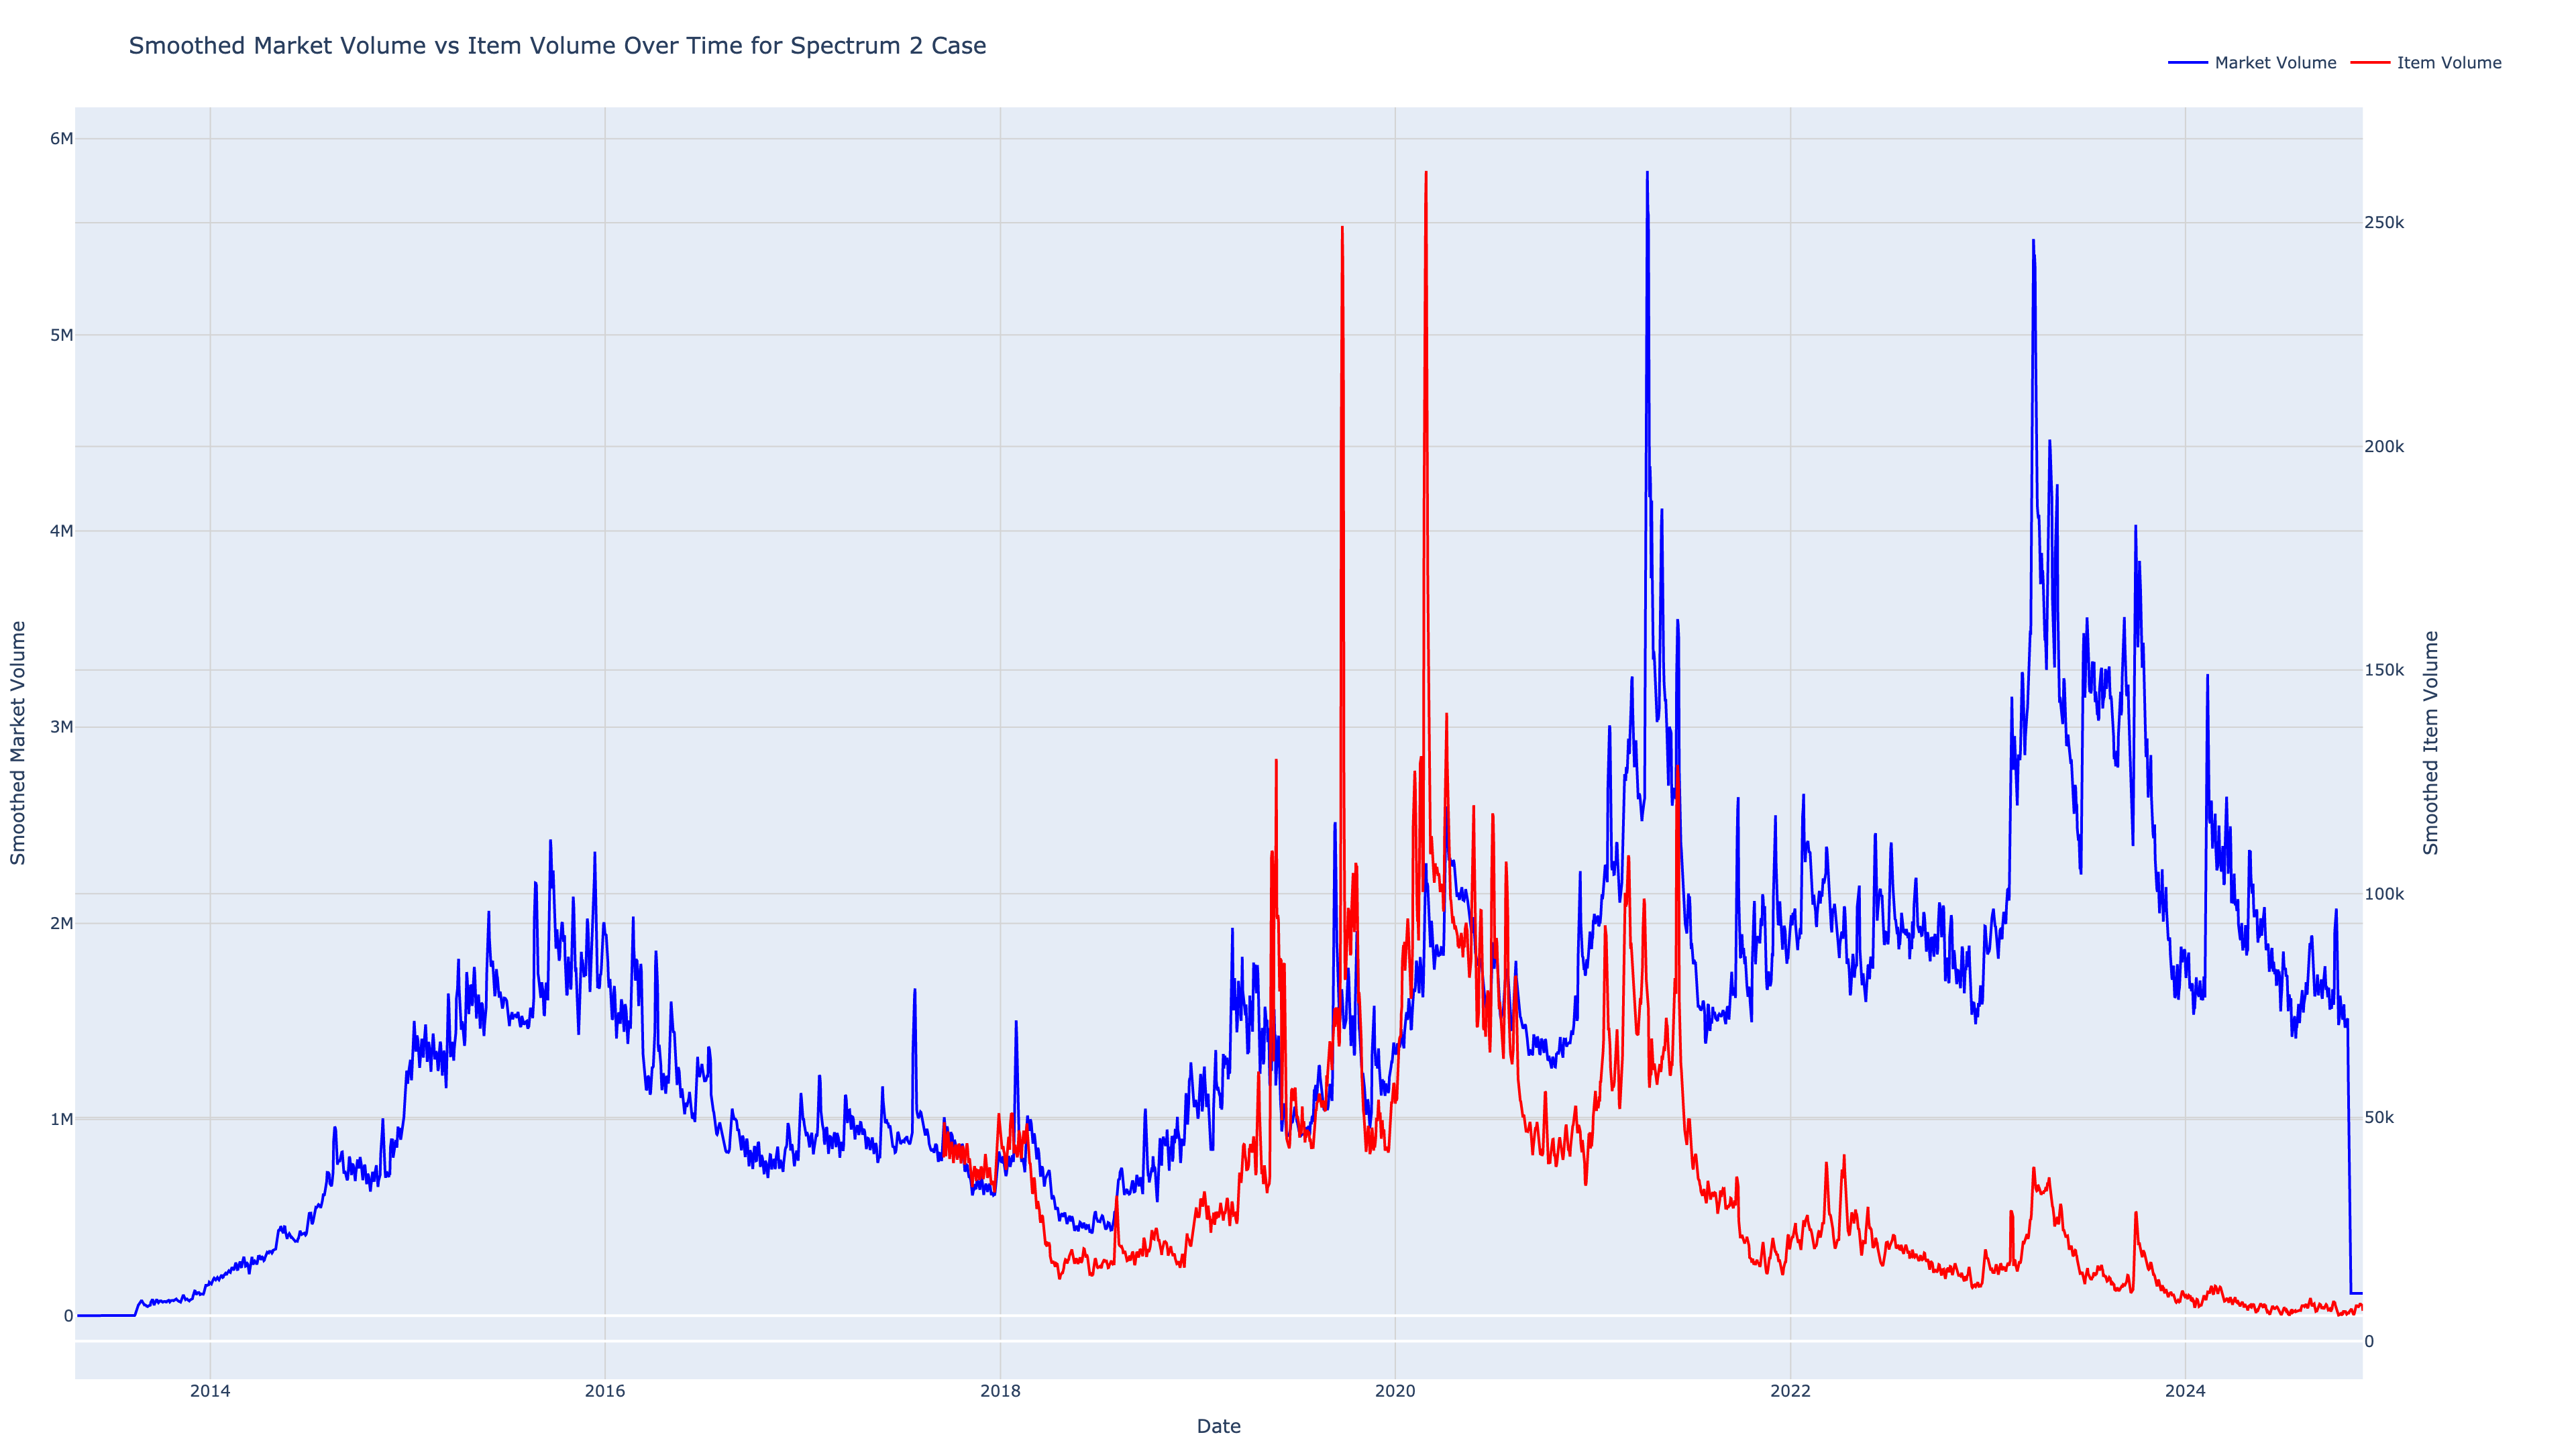 Smoothed Market Volume vs Item Volume Over Time for Spectrum 2 Case
Market Volume
Item Volume
6M
5M
4M
3M
2M
1M
0
Smoothed Market Volume
250k
200k
150k
100k
50k
0
Smoothed Item Volume
2014
2016
2018
2020
2022
2024
Date